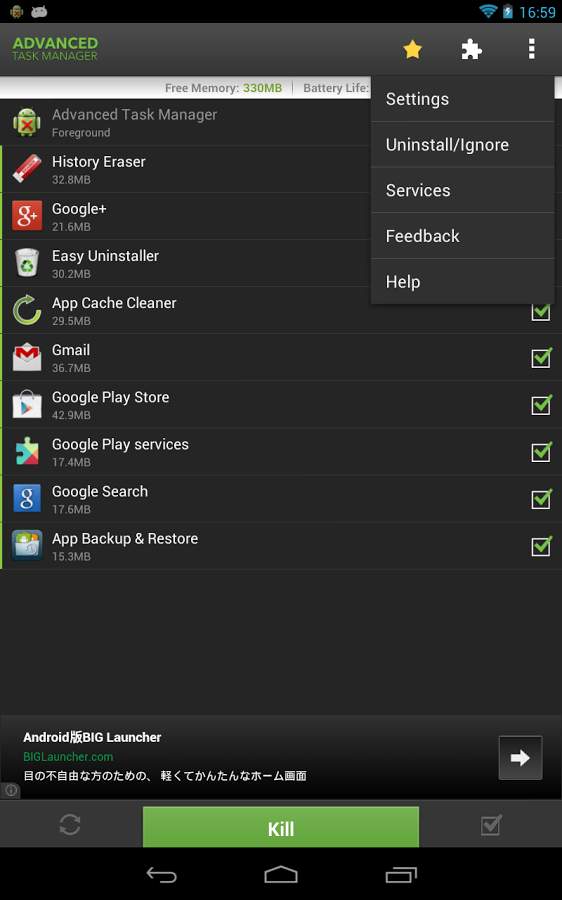 16:59
ADVANCED
TASK MANAGER
Free Memory: 330MB
Battery Life:
Settings
Uninstall/Ignore
Services
Feedback
Help
Advanced Task Manager
Foreground
History Eraser
32.8MB
Google+
21.6MB
Easy Uninstaller
30.2MB
App Cache Cleaner
29.5MB
Gmail
36.7MB
Google Play Store
42.9MB
Google Play services
17.4MB
Google Search
17.6MB
App Backup & Restore
15.3MB
Android版BIG Launcher
BIGLauncher.com
目の不自由な方のための、 軽くてかんたんなホーム画面
Kill